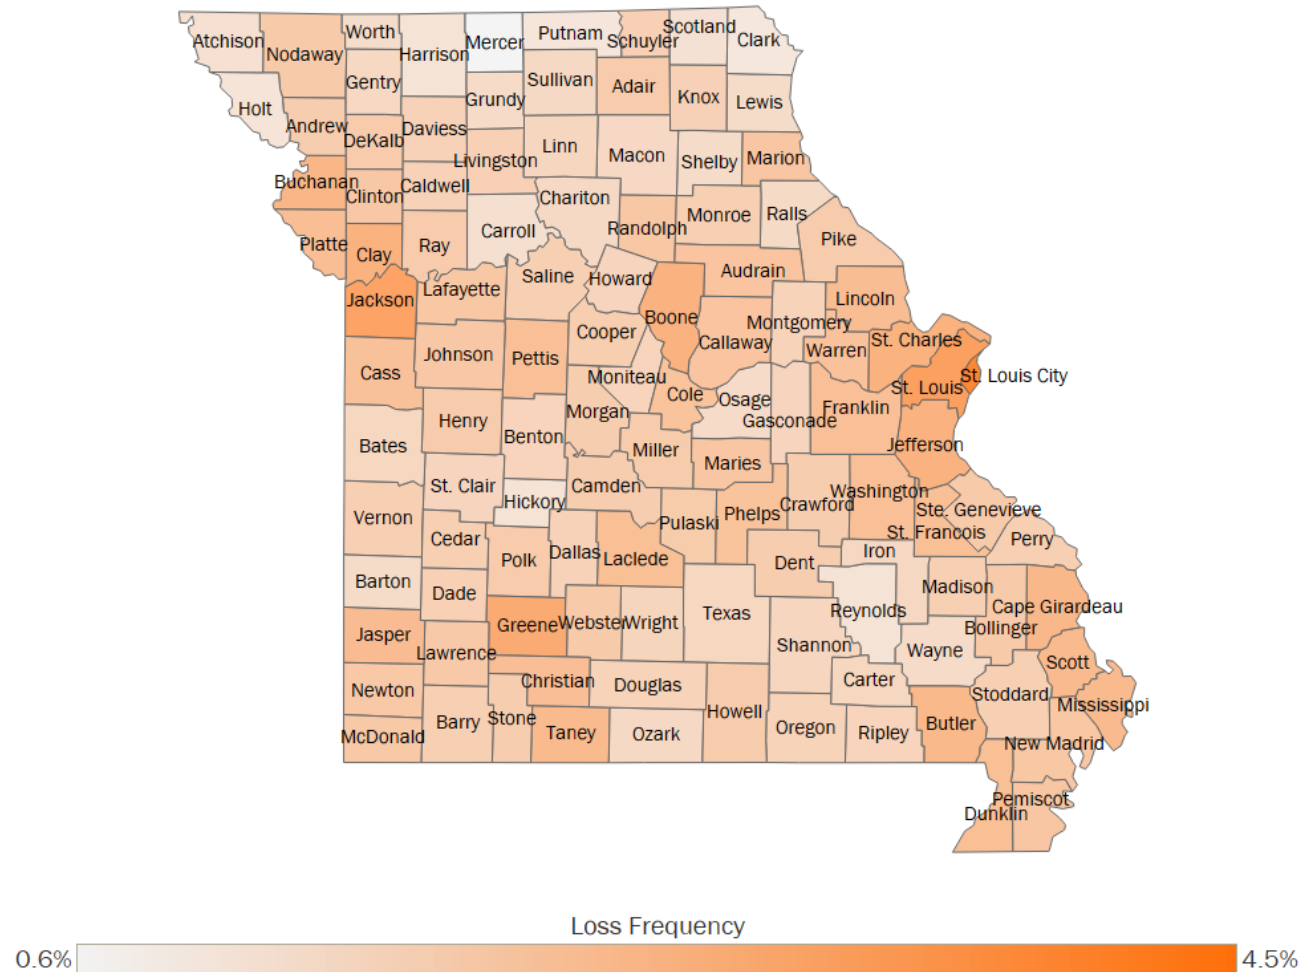 Atchison
Nodaway
Worth
Harrison
Mercer
Putnam
Schuyler
Scotland
Clark
Gentry
Sullivan
Adair
Knox
Lewis
Holt
Grundy
Andrew
DeKalb
Daviess
Livingston
Linn
Macon
Shelby
Marion
Buchanan
Clinton
Caldwell
Chariton
Randolph
Monroe
Ralls
Platte
Clay
Ray
Carroll
Pike
Jackson
Lafayette
Saline
Howard
Audrain
Boone
Lincoln
Callaway
Montgomery
Warren
St. Charles
Cass
Johnson
Pettis
Cooper
Moniteau
Cole
Osage
Gasconade
Franklin
St. Louis
St. Louis City
Bates
Henry
Benton
Morgan
Miller
Maries
Jefferson
St. Clair
Hickory
Camden
Pulaski
Phelps
Crawford
Washington
Ste. Genevieve
St. Francois
Perry
Vernon
Cedar
Polk
Dallas
Laclede
Dent
Iron
Madison
Cape Girardeau
Bollinger
Barton
Dade
Greene
Webster
Wright
Texas
Shannon
Reynolds
Wayne
Scott
Jasper
Lawrence
Christian
Douglas
Howell
Carter
Stoddard
Mississippi
Newton
Barry
Stone
Taney
Ozark
Oregon
Ripley
Butler
New Madrid
McDonald
Pemiscot
Dunklin
Loss Frequency
0.6%
4.5%